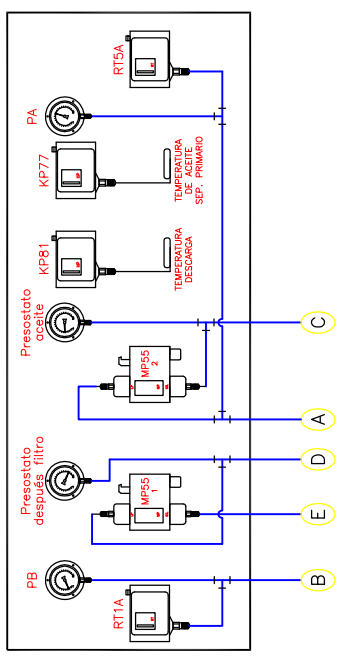 PB
RT1A
Presostato
después filtro
MP55
1
Presostato
aceite
MP55
2
KP81
TEMPERATURA
DESCARGA
KP77
TEMPERATURA
DE ACEITE
SEP. PRIMARIO
PA
RT5A
B
E
D
A
C